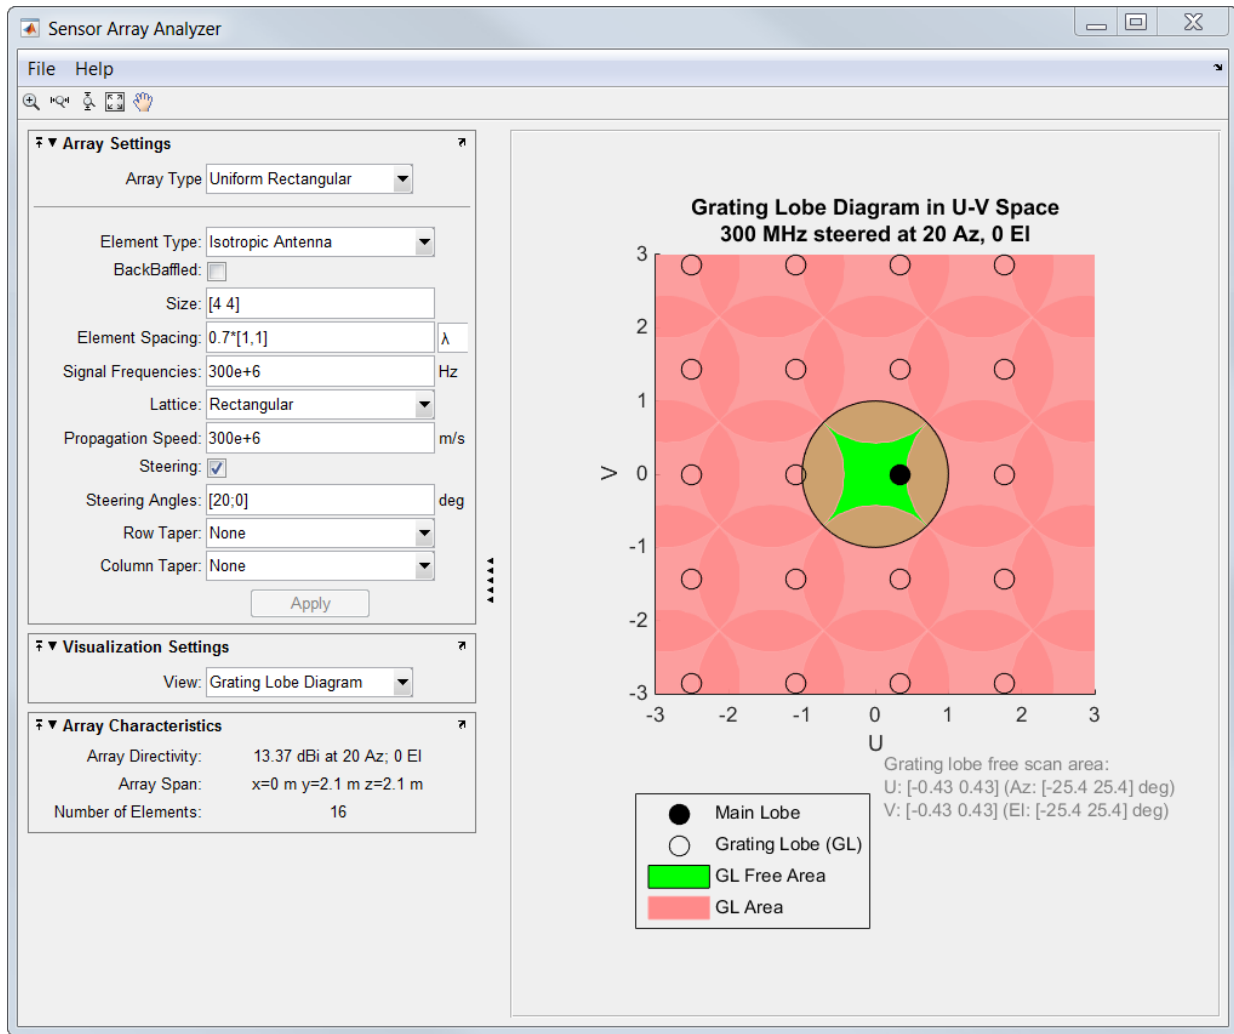 Sensor Array Analyzer
File Help
Array Settings
Array Type Uniform Rectangular
Element Type: Isotropic Antenna
BackBaffled:
Size: [4 4]
Element Spacing: 0.7*[1,1] λ
Signal Frequencies: 300e+6 Hz
Lattice: Rectangular
Propagation Speed: 300e+6 m/s
Steering:
Steering Angles: [20;0] deg
Row Taper: None
Column Taper: None
Apply
Visualization Settings
View: Grating Lobe Diagram
Array Characteristics
Array Directivity: 13.37 dBi at 20 Az; 0 El
Array Span: x=0 m y=2.1 m z=2.1 m
Number of Elements: 16
Grating Lobe Diagram in U-V Space
300 MHz steered at 20 Az, 0 El
3
2
1
0
-1
-2
-3
V
-3 -2 -1 0 1 2 3
U
Grating lobe free scan area:
U: [-0.43 0.43] (Az: [-25.4 25.4] deg)
V: [-0.43 0.43] (El: [-25.4 25.4] deg)
Main Lobe
Grating Lobe (GL)
GL Free Area
GL Area